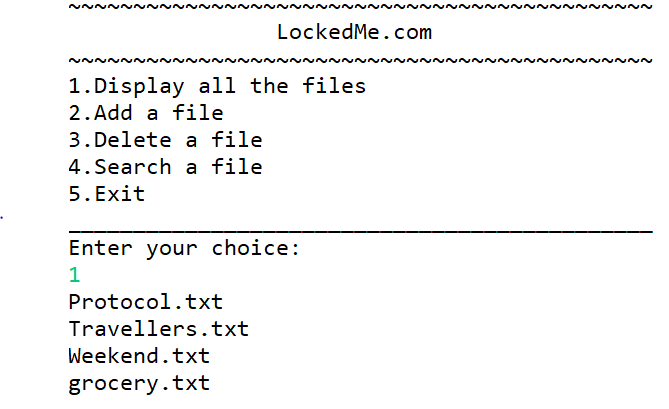 ~~~~~~~~~~~~~~~~~~~~~~~~~~~~~~~~~~~~~~~~~~~~~
LockedMe.com
~~~~~~~~~~~~~~~~~~~~~~~~~~~~~~~~~~~~~~~~~~~~~
1.Display all the files
2.Add a file
3.Delete a file
4.Search a file
5.Exit
_____________________________________________
Enter your choice:
1
Protocol.txt
Travellers.txt
Weekend.txt
grocery.txt